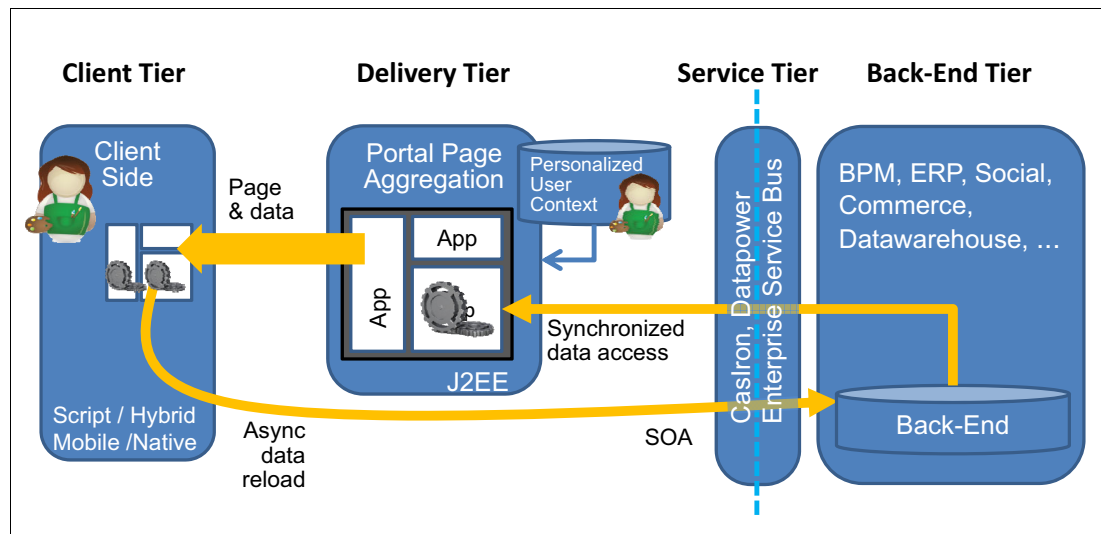 Client Tier
Delivery Tier
Service Tier
Back-End Tier
Client
Side
Page
& data
Script / Hybrid
Mobile /Native
Portal Page
Aggregation
App
App
J2EE
Personalized
User
Context
Synchronized
data access
Async
data
reload
SOA
CasIron, Datapower
Enterprise Service Bus
BPM, ERP, Social,
Commerce,
Datawarehouse, ...
Back-End